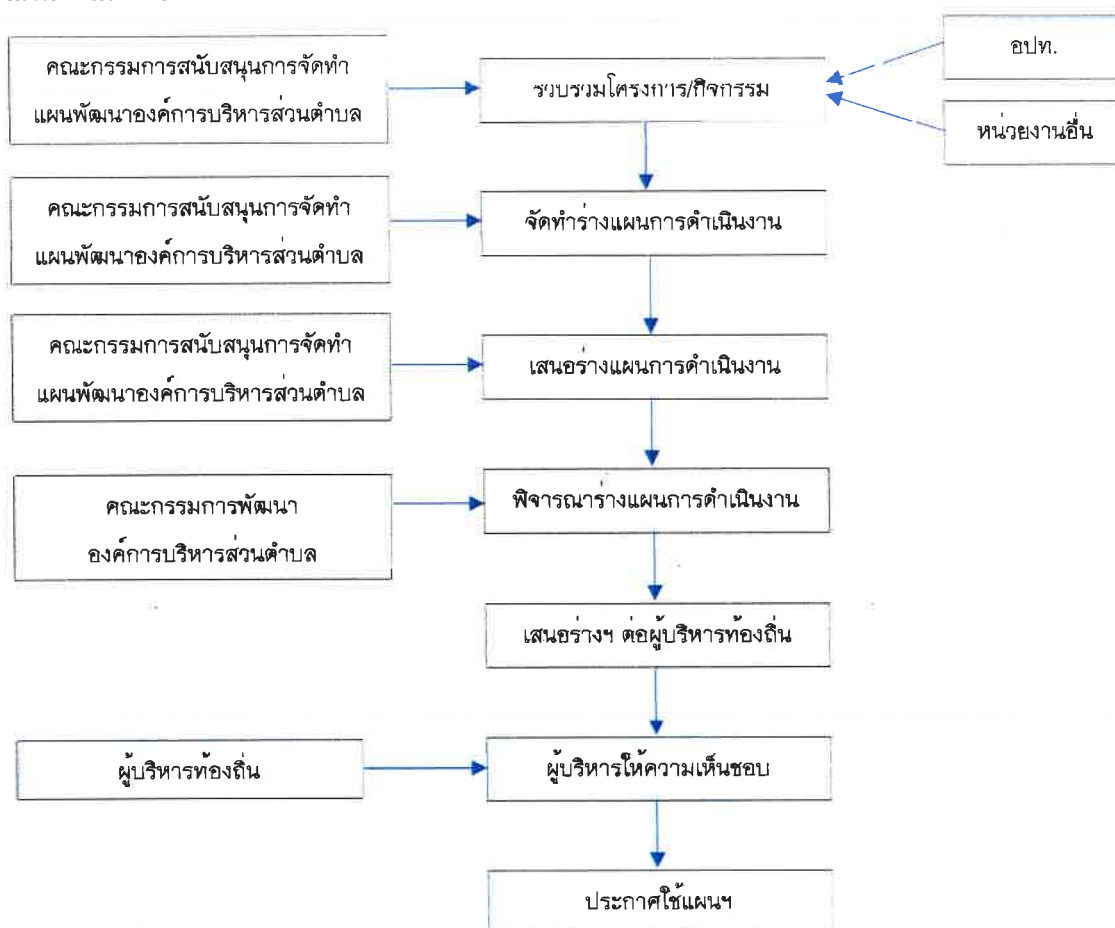 คณะกรรมการสนับสนุนการจัดทำ
แผนพัฒนาองค์การบริหารส่วนตำบล
รวบรวมโครงการ/กิจกรรม
อปท.
หน่วยงานอื่น
คณะกรรมการสนับสนุนการจัดทำ
แผนพัฒนาองค์การบริหารส่วนตำบล
จัดทำร่างแผนการดำเนินงาน
คณะกรรมการสนับสนุนการจัดทำ
แผนพัฒนาองค์การบริหารส่วนตำบล
เสนอร่างแผนการดำเนินงาน
คณะกรรมการพัฒนา
องค์การบริหารส่วนตำบล
พิจารณาร่างแผนการดำเนินงาน
เสนอร่างฯ ต่อผู้บริหารท้องถิ่น
ผู้บริหารท้องถิ่น
ผู้บริหารให้ความเห็นชอบ
ประกาศใช้แผนฯ